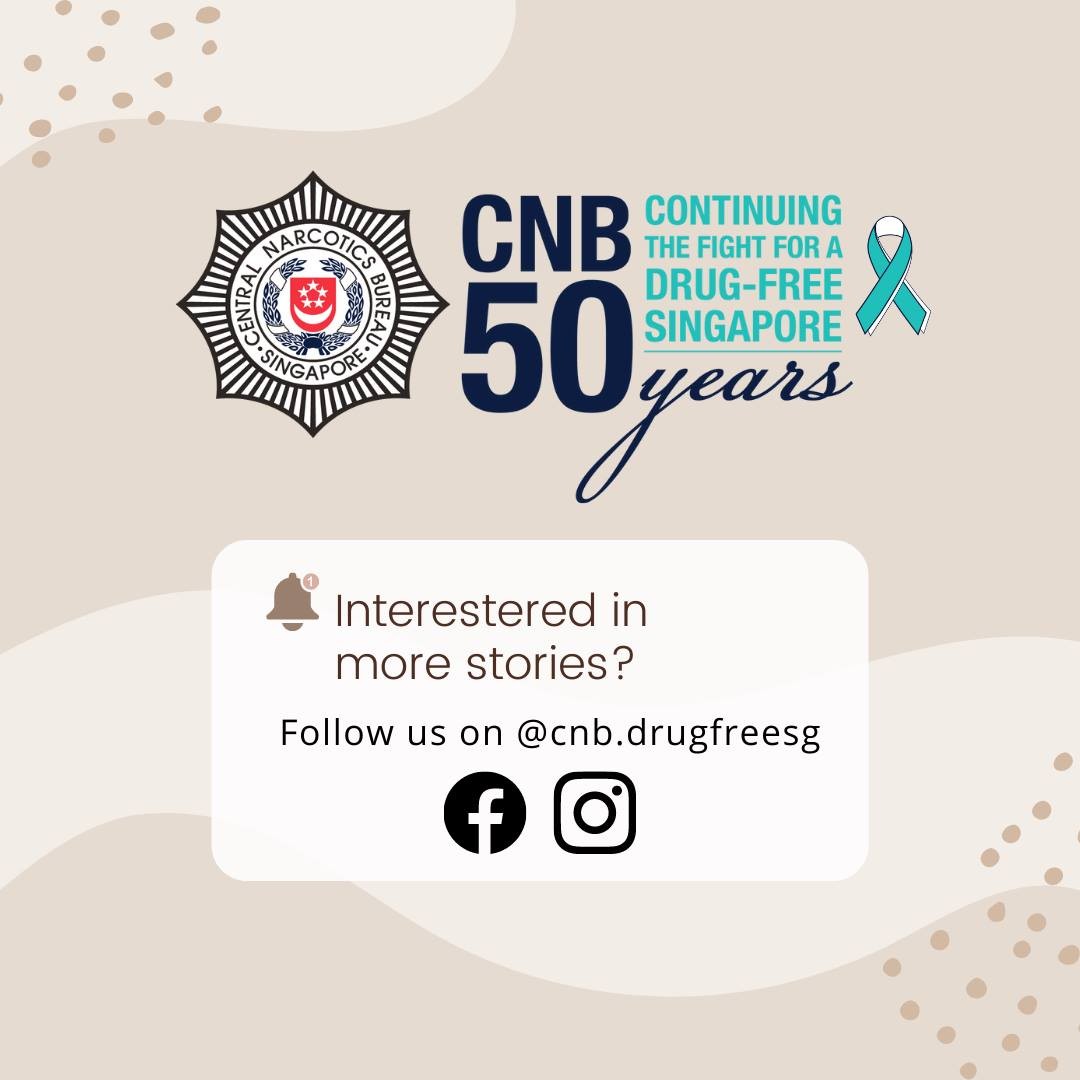 CENTRAL NARCOTICS BUREAU
• SINGAPORE •
CNB
50
CONTINUING
THE FIGHT FOR A
DRUG-FREE
SINGAPORE
years
1
Interestered in
more stories?
Follow us on @cnb.drugfreesg